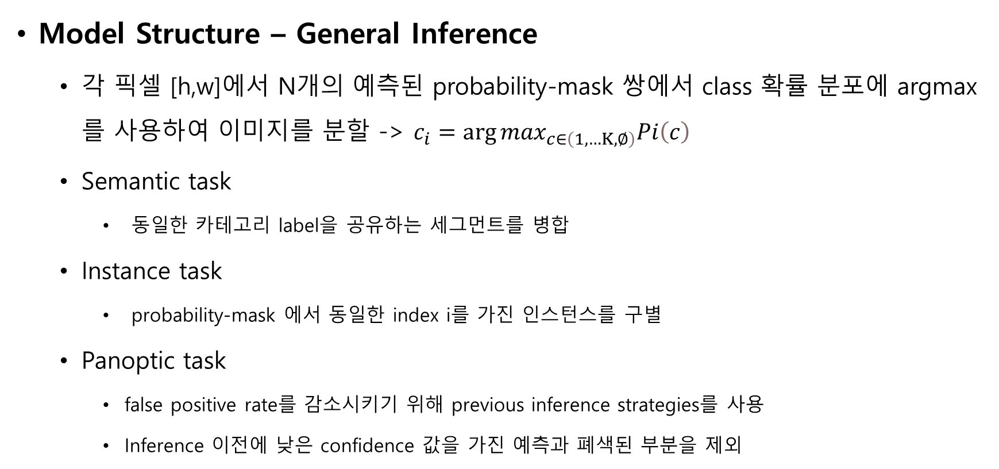 • Model Structure – General Inference
• 각 픽셀 [h,w]에서 N개의 예측된 probability-mask 쌍에서 class 확률 분포에 argmax
를 사용하여 이미지를 분할 -> c_i = arg max_{c∈(1,…K,∅)} Pi(c)
• Semantic task
• 동일한 카테고리 label을 공유하는 세그먼트를 병합
• Instance task
• probability-mask 에서 동일한 index i를 가진 인스턴스를 구별
• Panoptic task
• false positive rate를 감소시키기 위해 previous inference strategies를 사용
• Inference 이전에 낮은 confidence 값을 가진 예측과 폐색된 부분을 제외